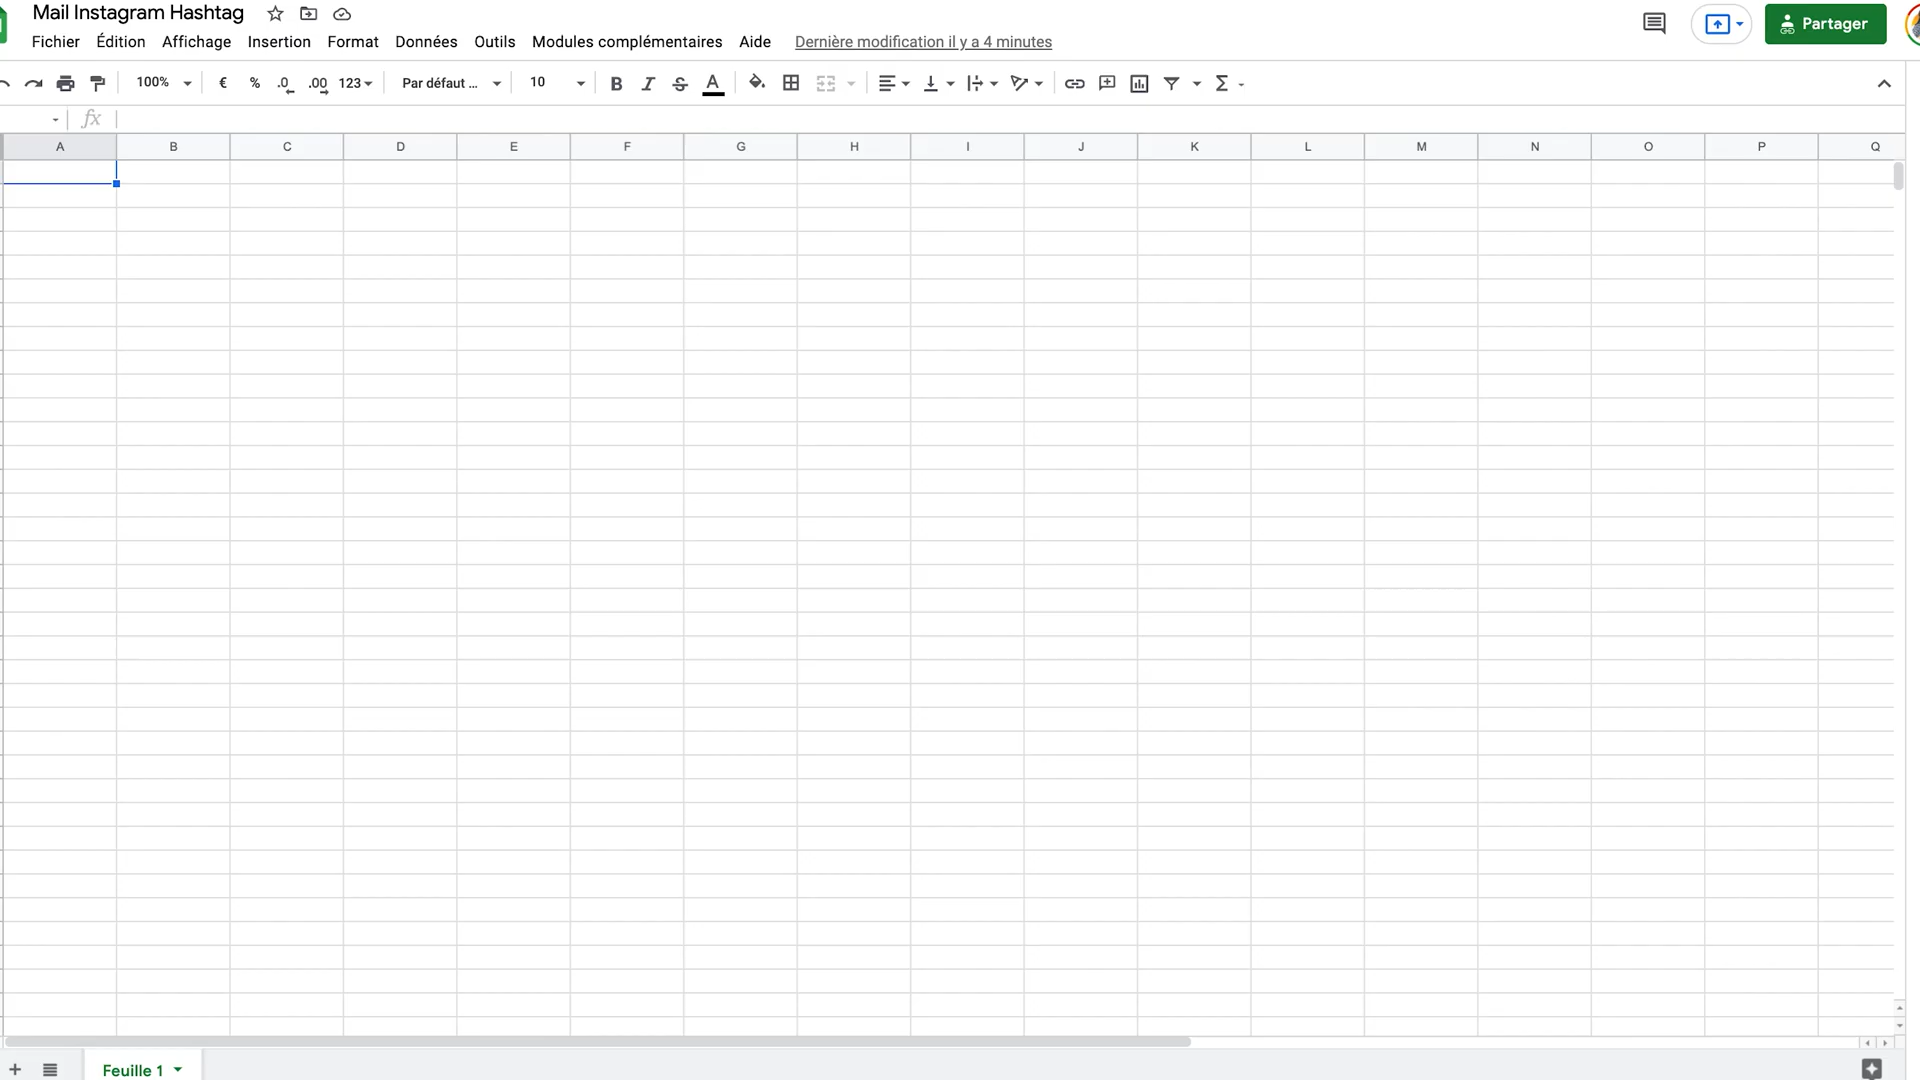 Mail Instagram Hashtag
Partager
Fichier Édition Affichage Insertion Format Données Outils Modules complémentaires Aide Dernière modification il y a 4 minutes
100% € % .0 .00 123 Par défaut ... 10 B I S A Σ
fx
A B C D E F G H I J K L M N O P Q
Feuille 1